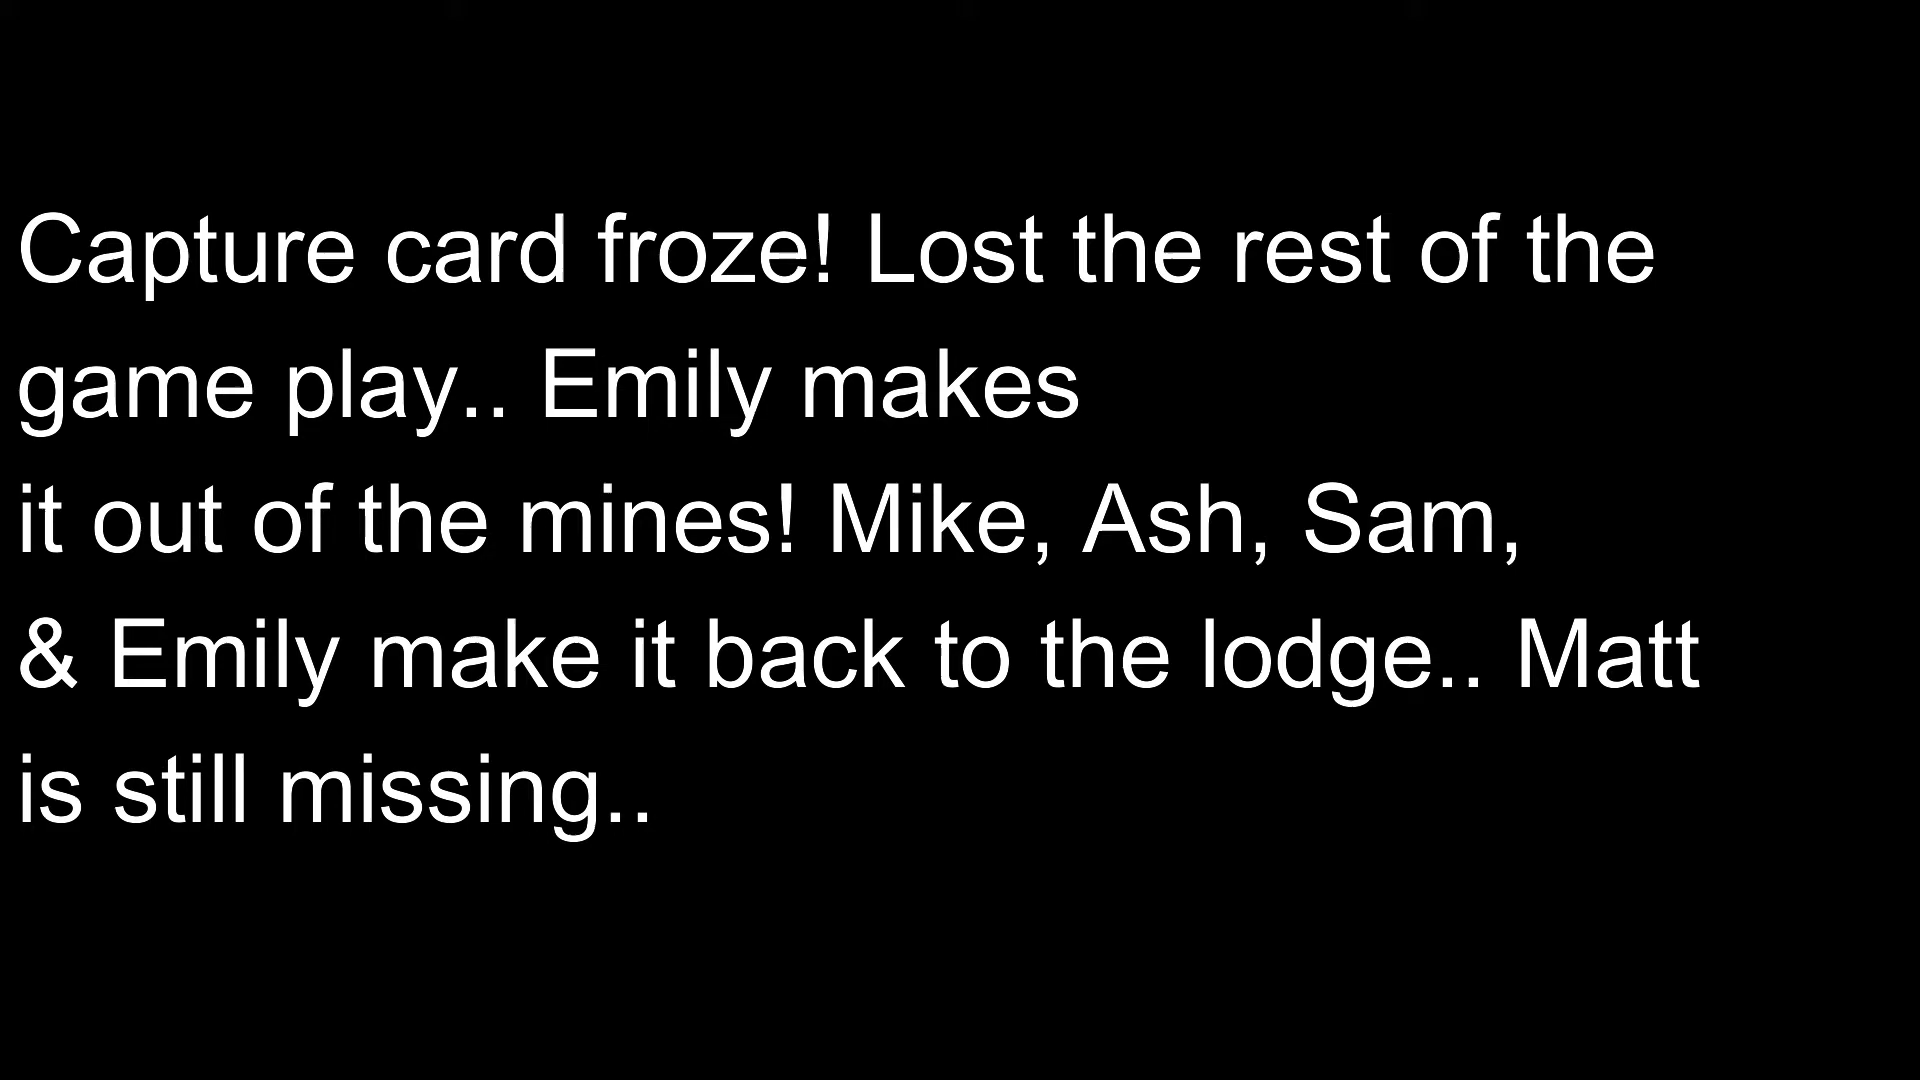 Capture card froze! Lost the rest of the
game play.. Emily makes
it out of the mines! Mike, Ash, Sam,
& Emily make it back to the lodge.. Matt
is still missing..